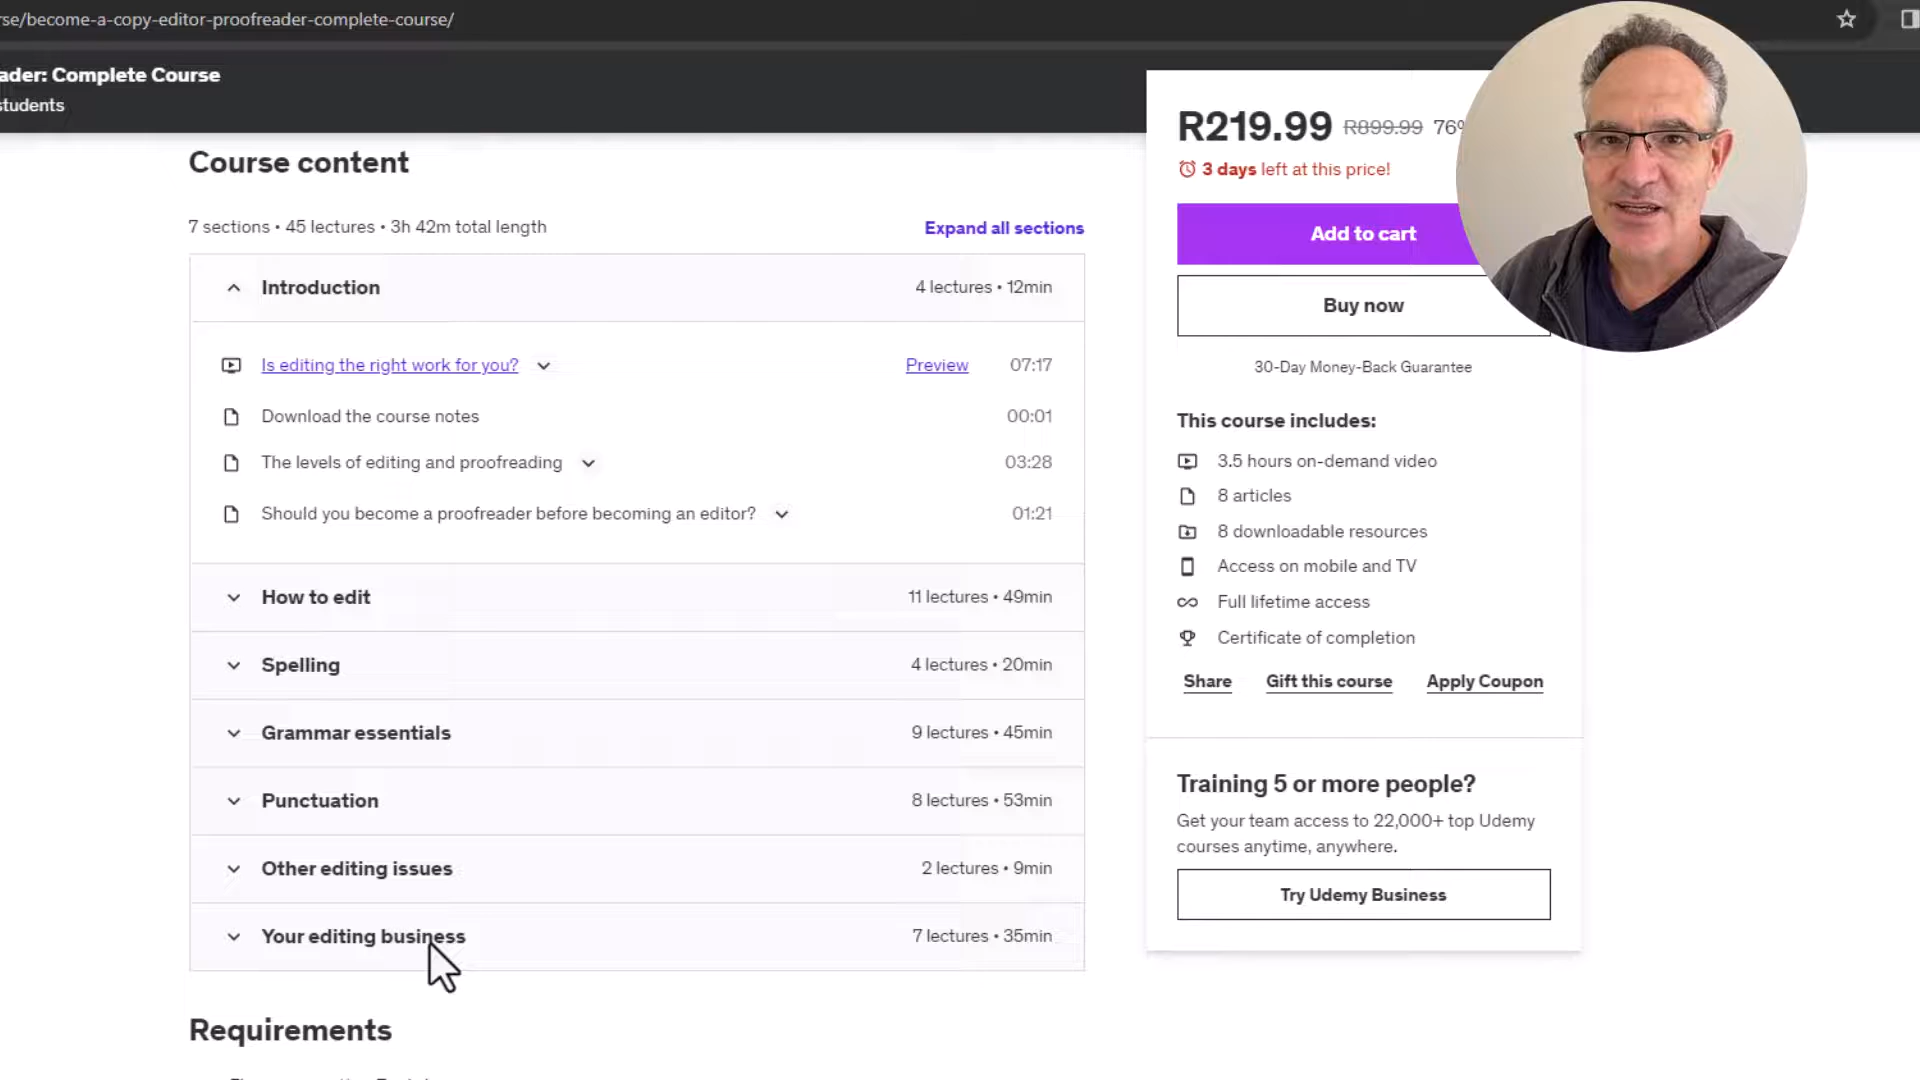 rse/become-a-copy-editor-proofreader-complete-course/
ader: Complete Course
students
Course content
7 sections • 45 lectures • 3h 42m total length
Expand all sections
Introduction
4 lectures • 12min
Is editing the right work for you?
Preview
07:17
Download the course notes
00:01
The levels of editing and proofreading
03:28
Should you become a proofreader before becoming an editor?
01:21
How to edit
11 lectures • 49min
Spelling
4 lectures • 20min
Grammar essentials
9 lectures • 45min
Punctuation
8 lectures • 53min
Other editing issues
2 lectures • 9min
Your editing business
7 lectures • 35min
Requirements
R219.99 R899.99 76%
3 days left at this price!
Add to cart
Buy now
30-Day Money-Back Guarantee
This course includes:
3.5 hours on-demand video
8 articles
8 downloadable resources
Access on mobile and TV
Full lifetime access
Certificate of completion
Share
Gift this course
Apply Coupon
Training 5 or more people?
Get your team access to 22,000+ top Udemy
courses anytime, anywhere.
Try Udemy Business